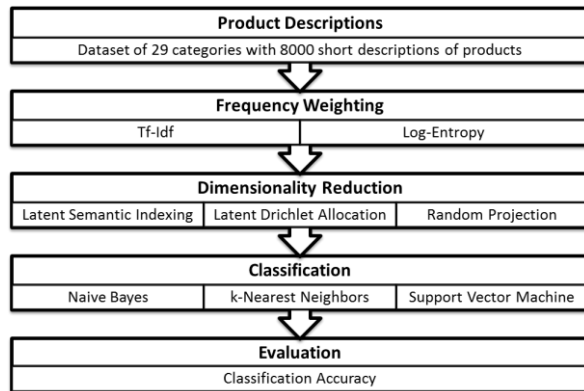 Product Descriptions
Dataset of 29 categories with 8000 short descriptions of products
Frequency Weighting
Tf-Idf Log-Entropy
Dimensionality Reduction
Latent Semantic Indexing Latent Drichlet Allocation Random Projection
Classification
Naive Bayes k-Nearest Neighbors Support Vector Machine
Evaluation
Classification Accuracy